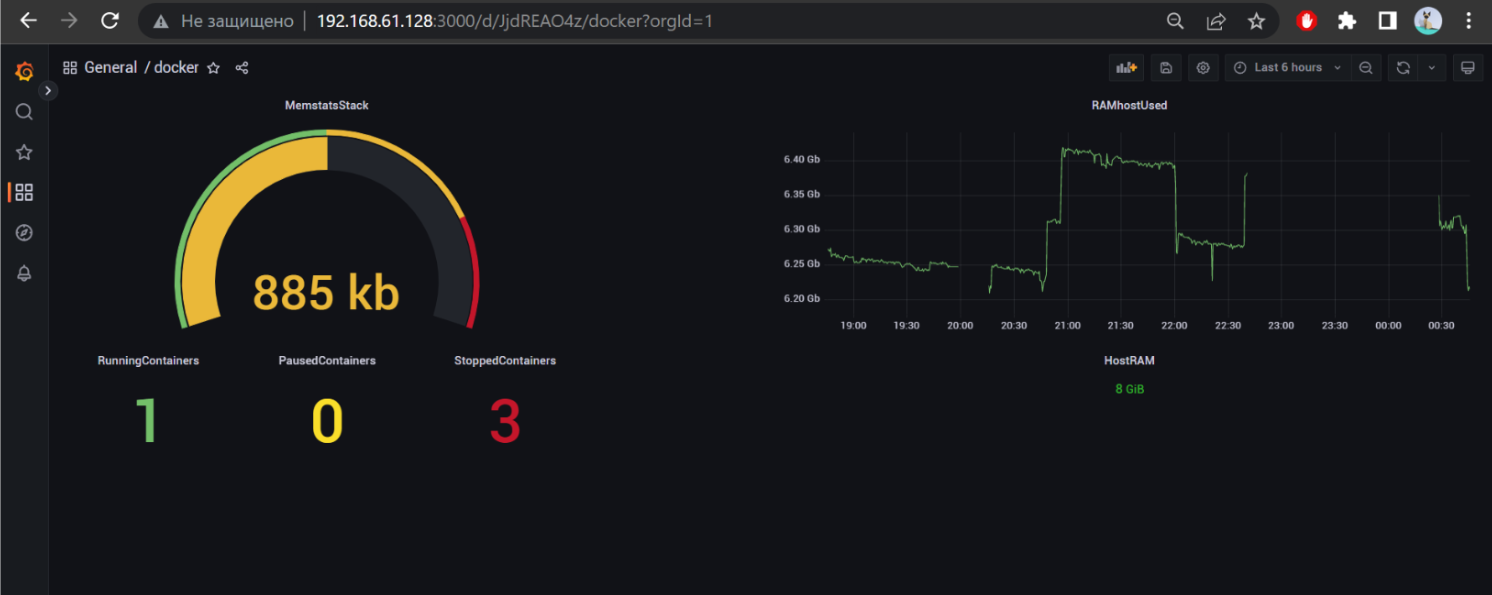 Не защищено 192.168.61.128:3000/d/JjdREAO4z/docker?orgId=1
General / docker
Last 6 hours
MemstatsStack
885 kb
RunningContainers
1
PausedContainers
0
StoppedContainers
3
RAMhostUsed
6.40 Gb
6.35 Gb
6.30 Gb
6.25 Gb
6.20 Gb
19:00 19:30 20:00 20:30 21:00 21:30 22:00 22:30 23:00 23:30 00:00 00:30
HostRAM
8 GiB